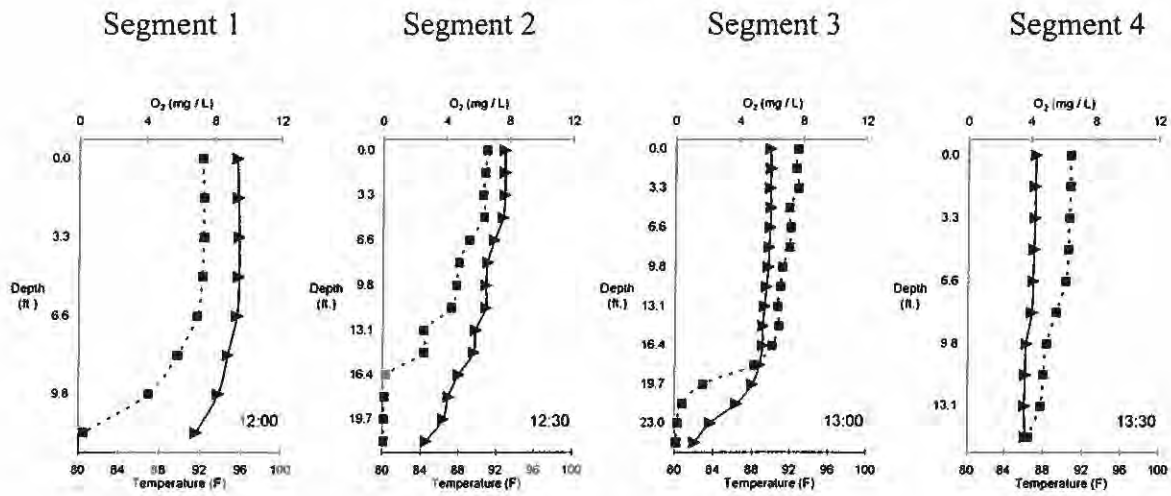 Segment 1 Segment 2 Segment 3 Segment 4
O₂ (mg / L) O₂ (mg / L) O₂ (mg / L) O₂ (mg / L)
0 4 8 12 0 4 8 12 0 4 8 12 0 4 8 12
Depth (ft.)
0.0
3.3
6.6
9.8
12:00
80 84 88 92 96 100
Temperature (F)
Depth (ft.)
0.0
3.3
6.6
9.8
13.1
16.4
19.7
12:30
80 84 88 92 96 100
Temperature (F)
Depth (ft.)
0.0
3.3
6.6
9.8
13.1
16.4
19.7
23.0
13:00
80 84 88 92 96 100
Temperature (F)
Depth (ft.)
0.0
3.3
6.6
9.8
13.1
13:30
80 84 88 92 96 100
Temperature (F)